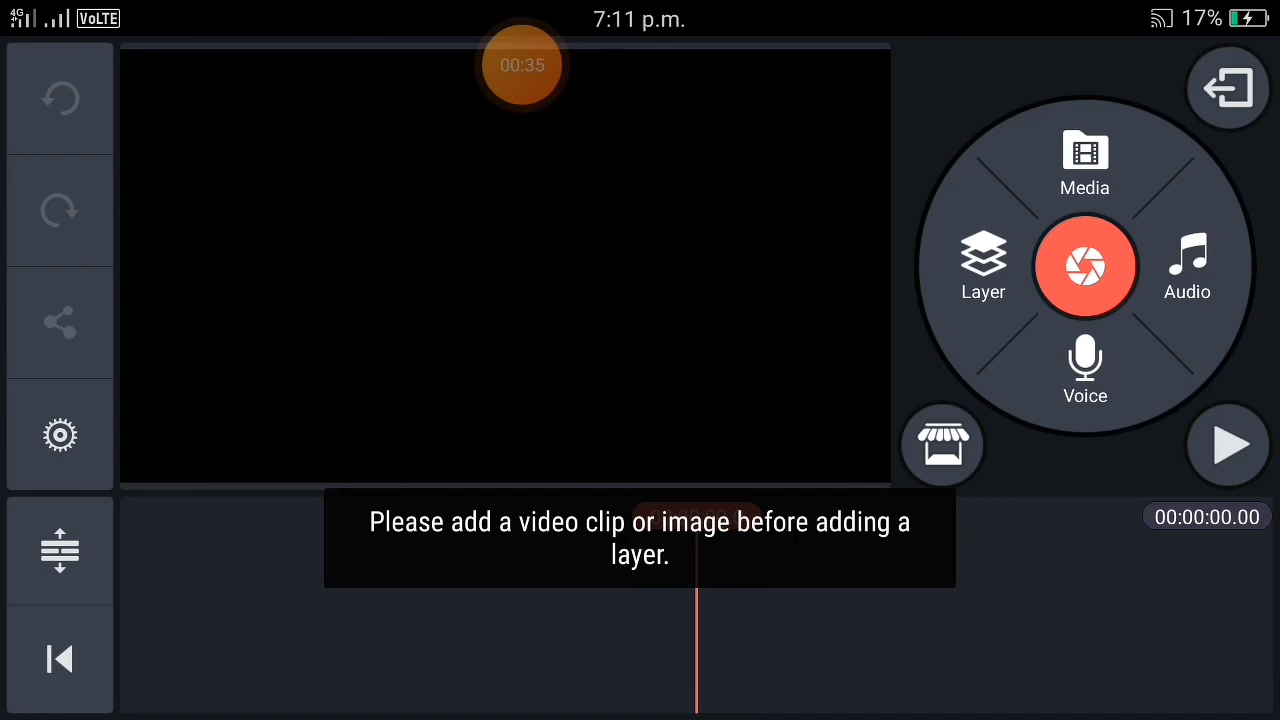 4G VoLTE 7:11 p.m. 17%
00:35
Media
Layer
Audio
Voice
Please add a video clip or image before adding a
layer.
00:00:00.00